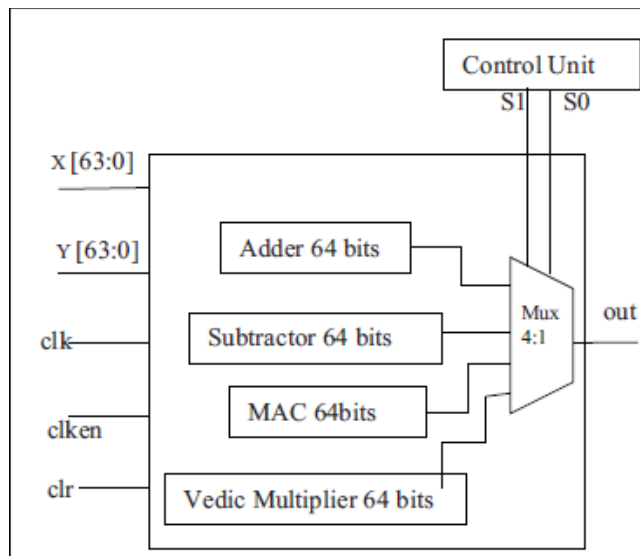 Control Unit
S1 S0
X [63:0]
Y [63:0]
Adder 64 bits
Mux
4:1
out
clk
Subtractor 64 bits
MAC 64bits
clken
clr
Vedic Multiplier 64 bits